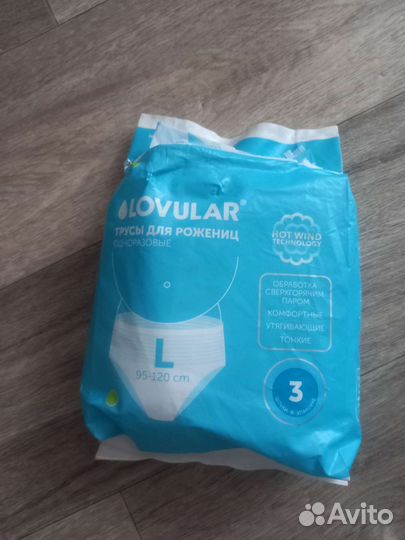 LOVULAR®
ТРУСЫ ДЛЯ РОЖЕНИЦ
ОДНОРАЗОВЫЕ
HOT WIND
TECHNOLOGY
ОБРАБОТКА
СВЕРХГОРЯЧИМ
ПАРОМ
КОМФОРТНЫЕ
УТЯГИВАЮЩИЕ
ТОНКИЕ
L
95-120 cm
3
Avito